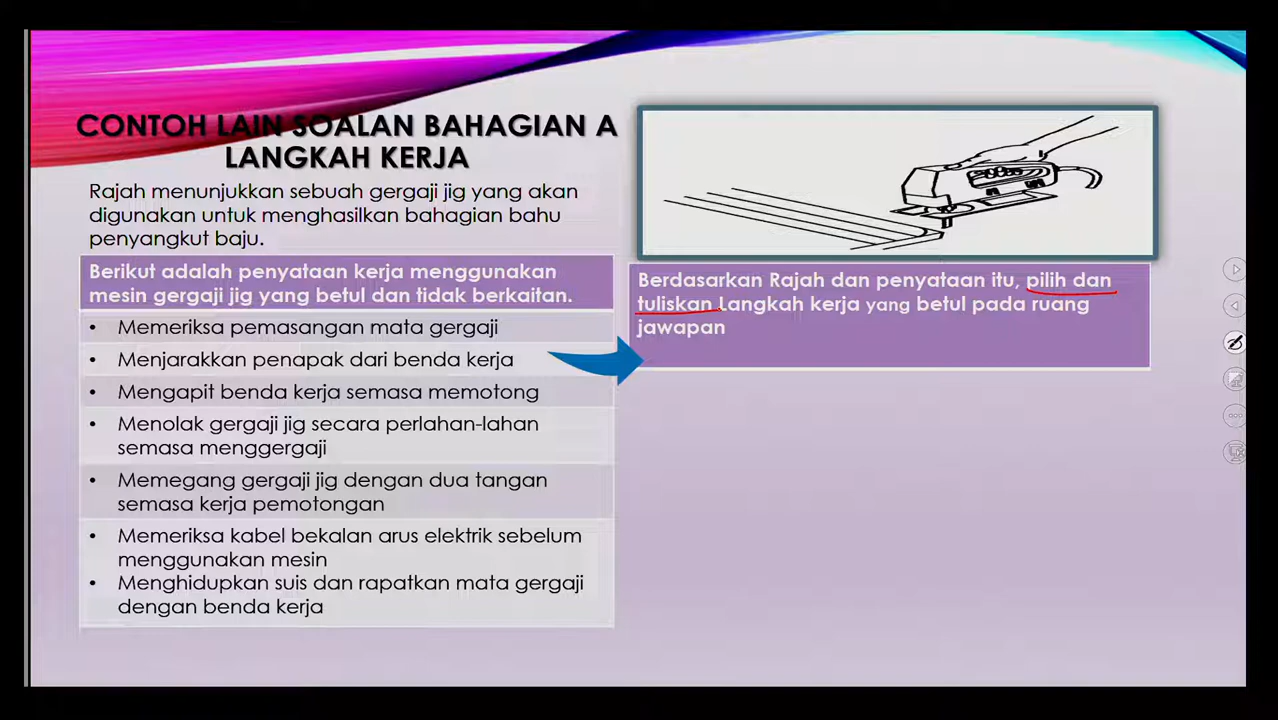 CONTOH LAIN SOALAN BAHAGIAN A
LANGKAH KERJA
Rajah menunjukkan sebuah gergaji jig yang akan
digunakan untuk menghasilkan bahagian bahu
penyangkut baju.
Berikut adalah penyataan kerja menggunakan
mesin gergaji jig yang betul dan tidak berkaitan.
• Memeriksa pemasangan mata gergaji
• Menjarakkan penapak dari benda kerja
• Mengapit benda kerja semasa memotong
• Menolak gergaji jig secara perlahan-lahan
semasa menggergaji
• Memegang gergaji jig dengan dua tangan
semasa kerja pemotongan
• Memeriksa kabel bekalan arus elektrik sebelum
menggunakan mesin
• Menghidupkan suis dan rapatkan mata gergaji
dengan benda kerja
Berdasarkan Rajah dan penyataan itu, pilih dan
tuliskan Langkah kerja yang betul pada ruang
jawapan